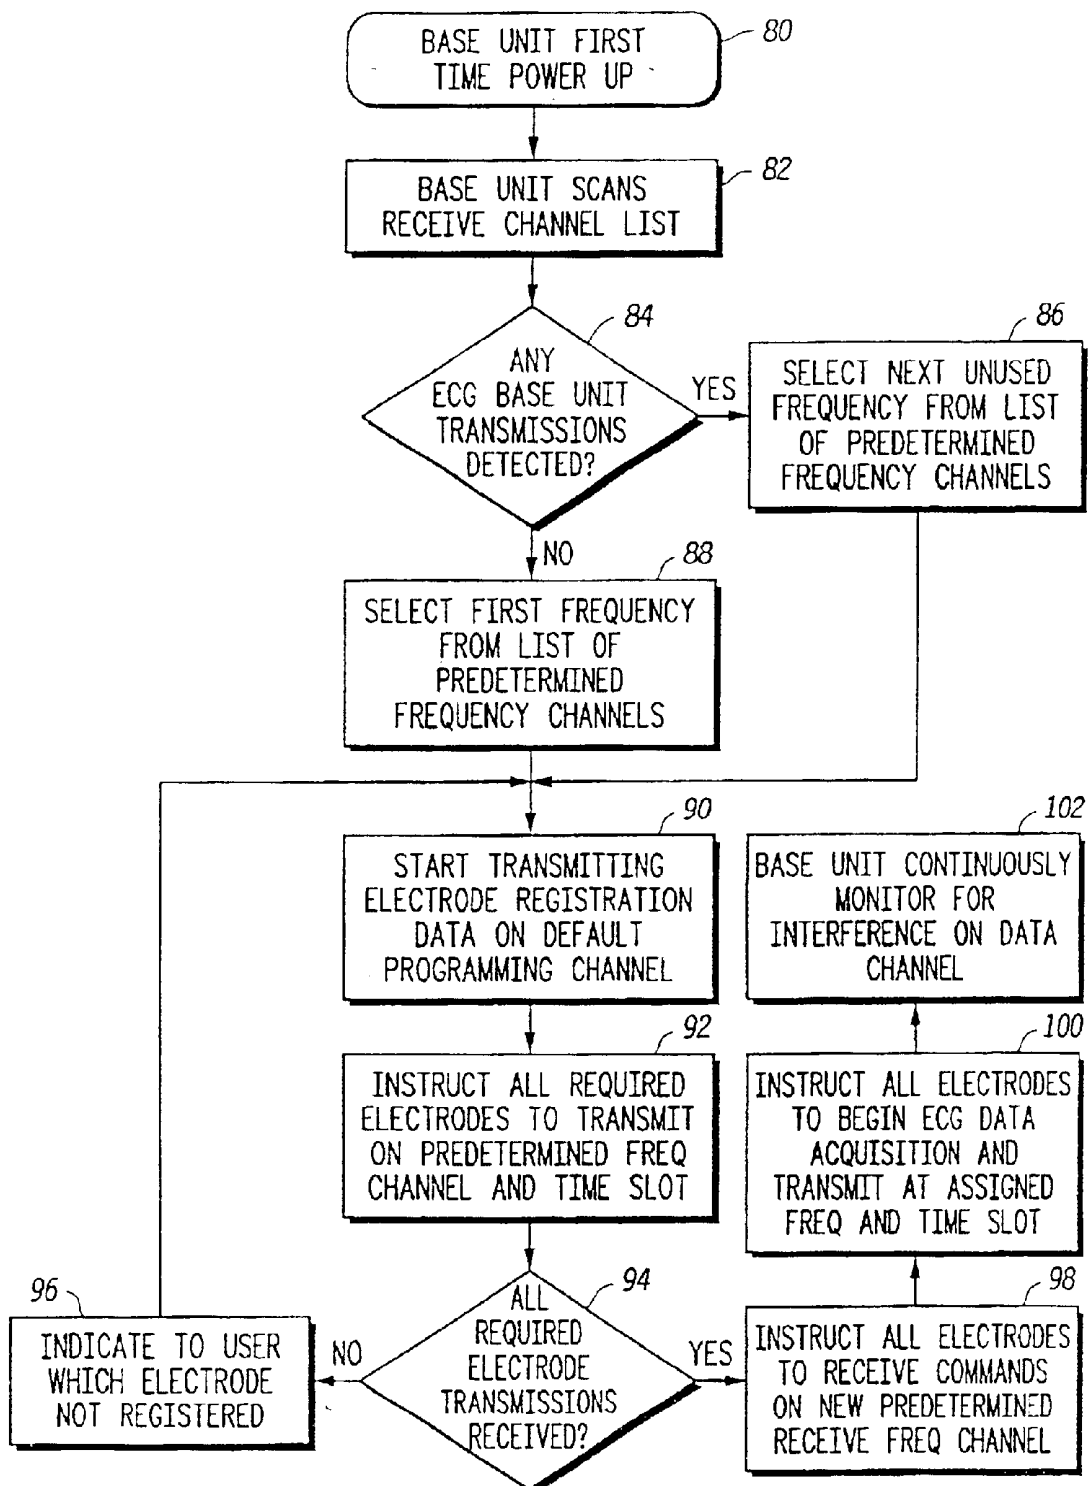 80
BASE UNIT FIRST
TIME POWER UP
82
BASE UNIT SCANS
RECEIVE CHANNEL LIST
84
ANY
ECG BASE UNIT
TRANSMISSIONS
DETECTED?
YES
86
SELECT NEXT UNUSED
FREQUENCY FROM LIST
OF PREDETERMINED
FREQUENCY CHANNELS
NO
88
SELECT FIRST FREQUENCY
FROM LIST OF
PREDETERMINED
FREQUENCY CHANNELS
90
START TRANSMITTING
ELECTRODE REGISTRATION
DATA ON DEFAULT
PROGRAMMING CHANNEL
92
INSTRUCT ALL REQUIRED
ELECTRODES TO TRANSMIT
ON PREDETERMINED FREQ
CHANNEL AND TIME SLOT
94
ALL
REQUIRED
ELECTRODE
TRANSMISSIONS
RECEIVED?
NO
96
INDICATE TO USER
WHICH ELECTRODE
NOT REGISTERED
YES
98
INSTRUCT ALL ELECTRODES
TO RECEIVE COMMANDS
ON NEW PREDETERMINED
RECEIVE FREQ CHANNEL
100
INSTRUCT ALL ELECTRODES
TO BEGIN ECG DATA
ACQUISITION AND
TRANSMIT AT ASSIGNED
FREQ AND TIME SLOT
102
BASE UNIT CONTINUOUSLY
MONITOR FOR
INTERFERENCE ON DATA
CHANNEL